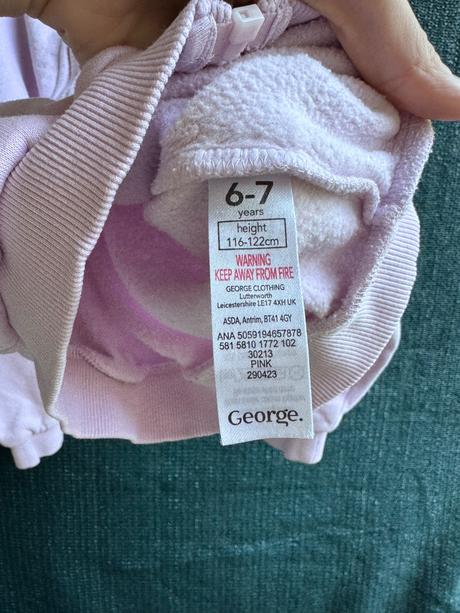 6-7
years
height
116-122cm
WARNING
KEEP AWAY FROM FIRE
GEORGE CLOTHING
Lutterworth
Leicestershire LE17 4XH UK
ASDA, Antrim, BT41 4GY
ANA 5059194657878
581 5810 1772 102
30213
PINK
290423
George.